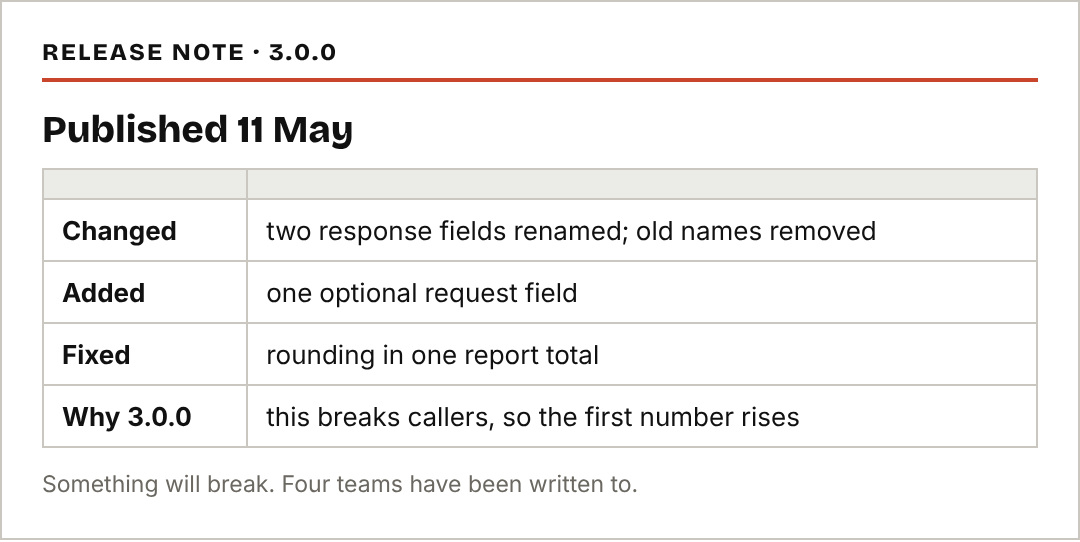 RELEASE NOTE · 3.0.0
Published 11 May
Changed two response fields renamed; old names removed
Added one optional request field
Fixed rounding in one report total
Why 3.0.0 this breaks callers, so the first number rises
Something will break. Four teams have been written to.